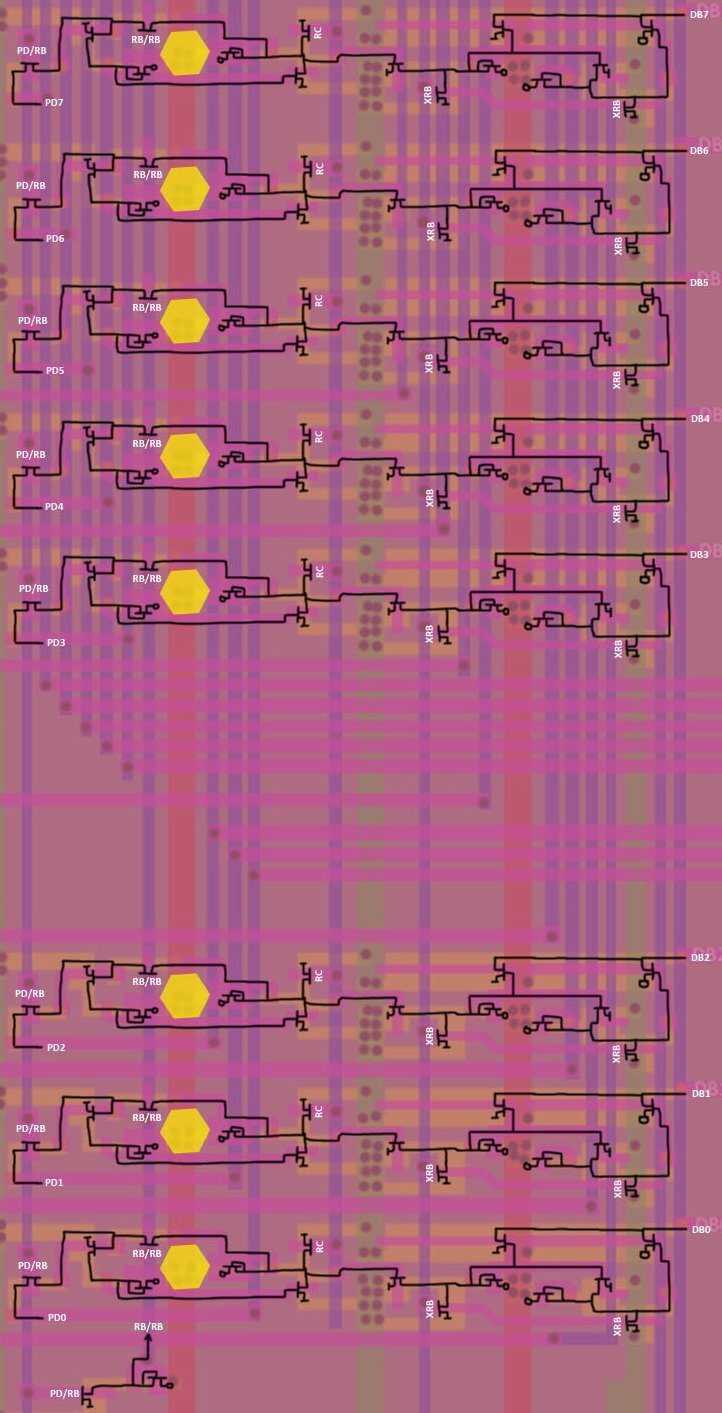 DB7
RB/RB
RC
PD/RB
XRB
XRB
PD7
DB6
RB/RB
RC
PD/RB
XRB
XRB
PD6
DB5
RB/RB
RC
PD/RB
XRB
XRB
PD5
DB4
RB/RB
RC
PD/RB
XRB
XRB
PD4
DB3
RB/RB
RC
PD/RB
XRB
XRB
PD3
DB2
RB/RB
RC
PD/RB
XRB
XRB
PD2
DB1
RB/RB
RC
PD/RB
XRB
XRB
PD1
DB0
RB/RB
RC
PD/RB
XRB
XRB
PD0
RB/RB
PD/RB